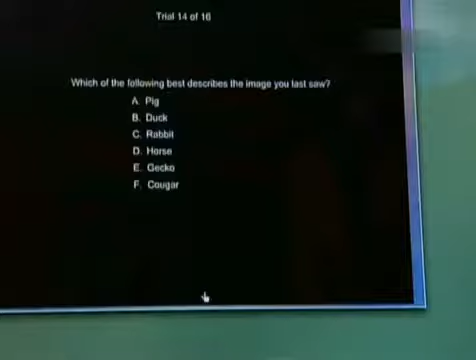 Trial 14 of 16
Which of the following best describes the image you last saw?
A. Pig
B. Duck
C. Rabbit
D. Horse
E. Gecko
F. Cougar